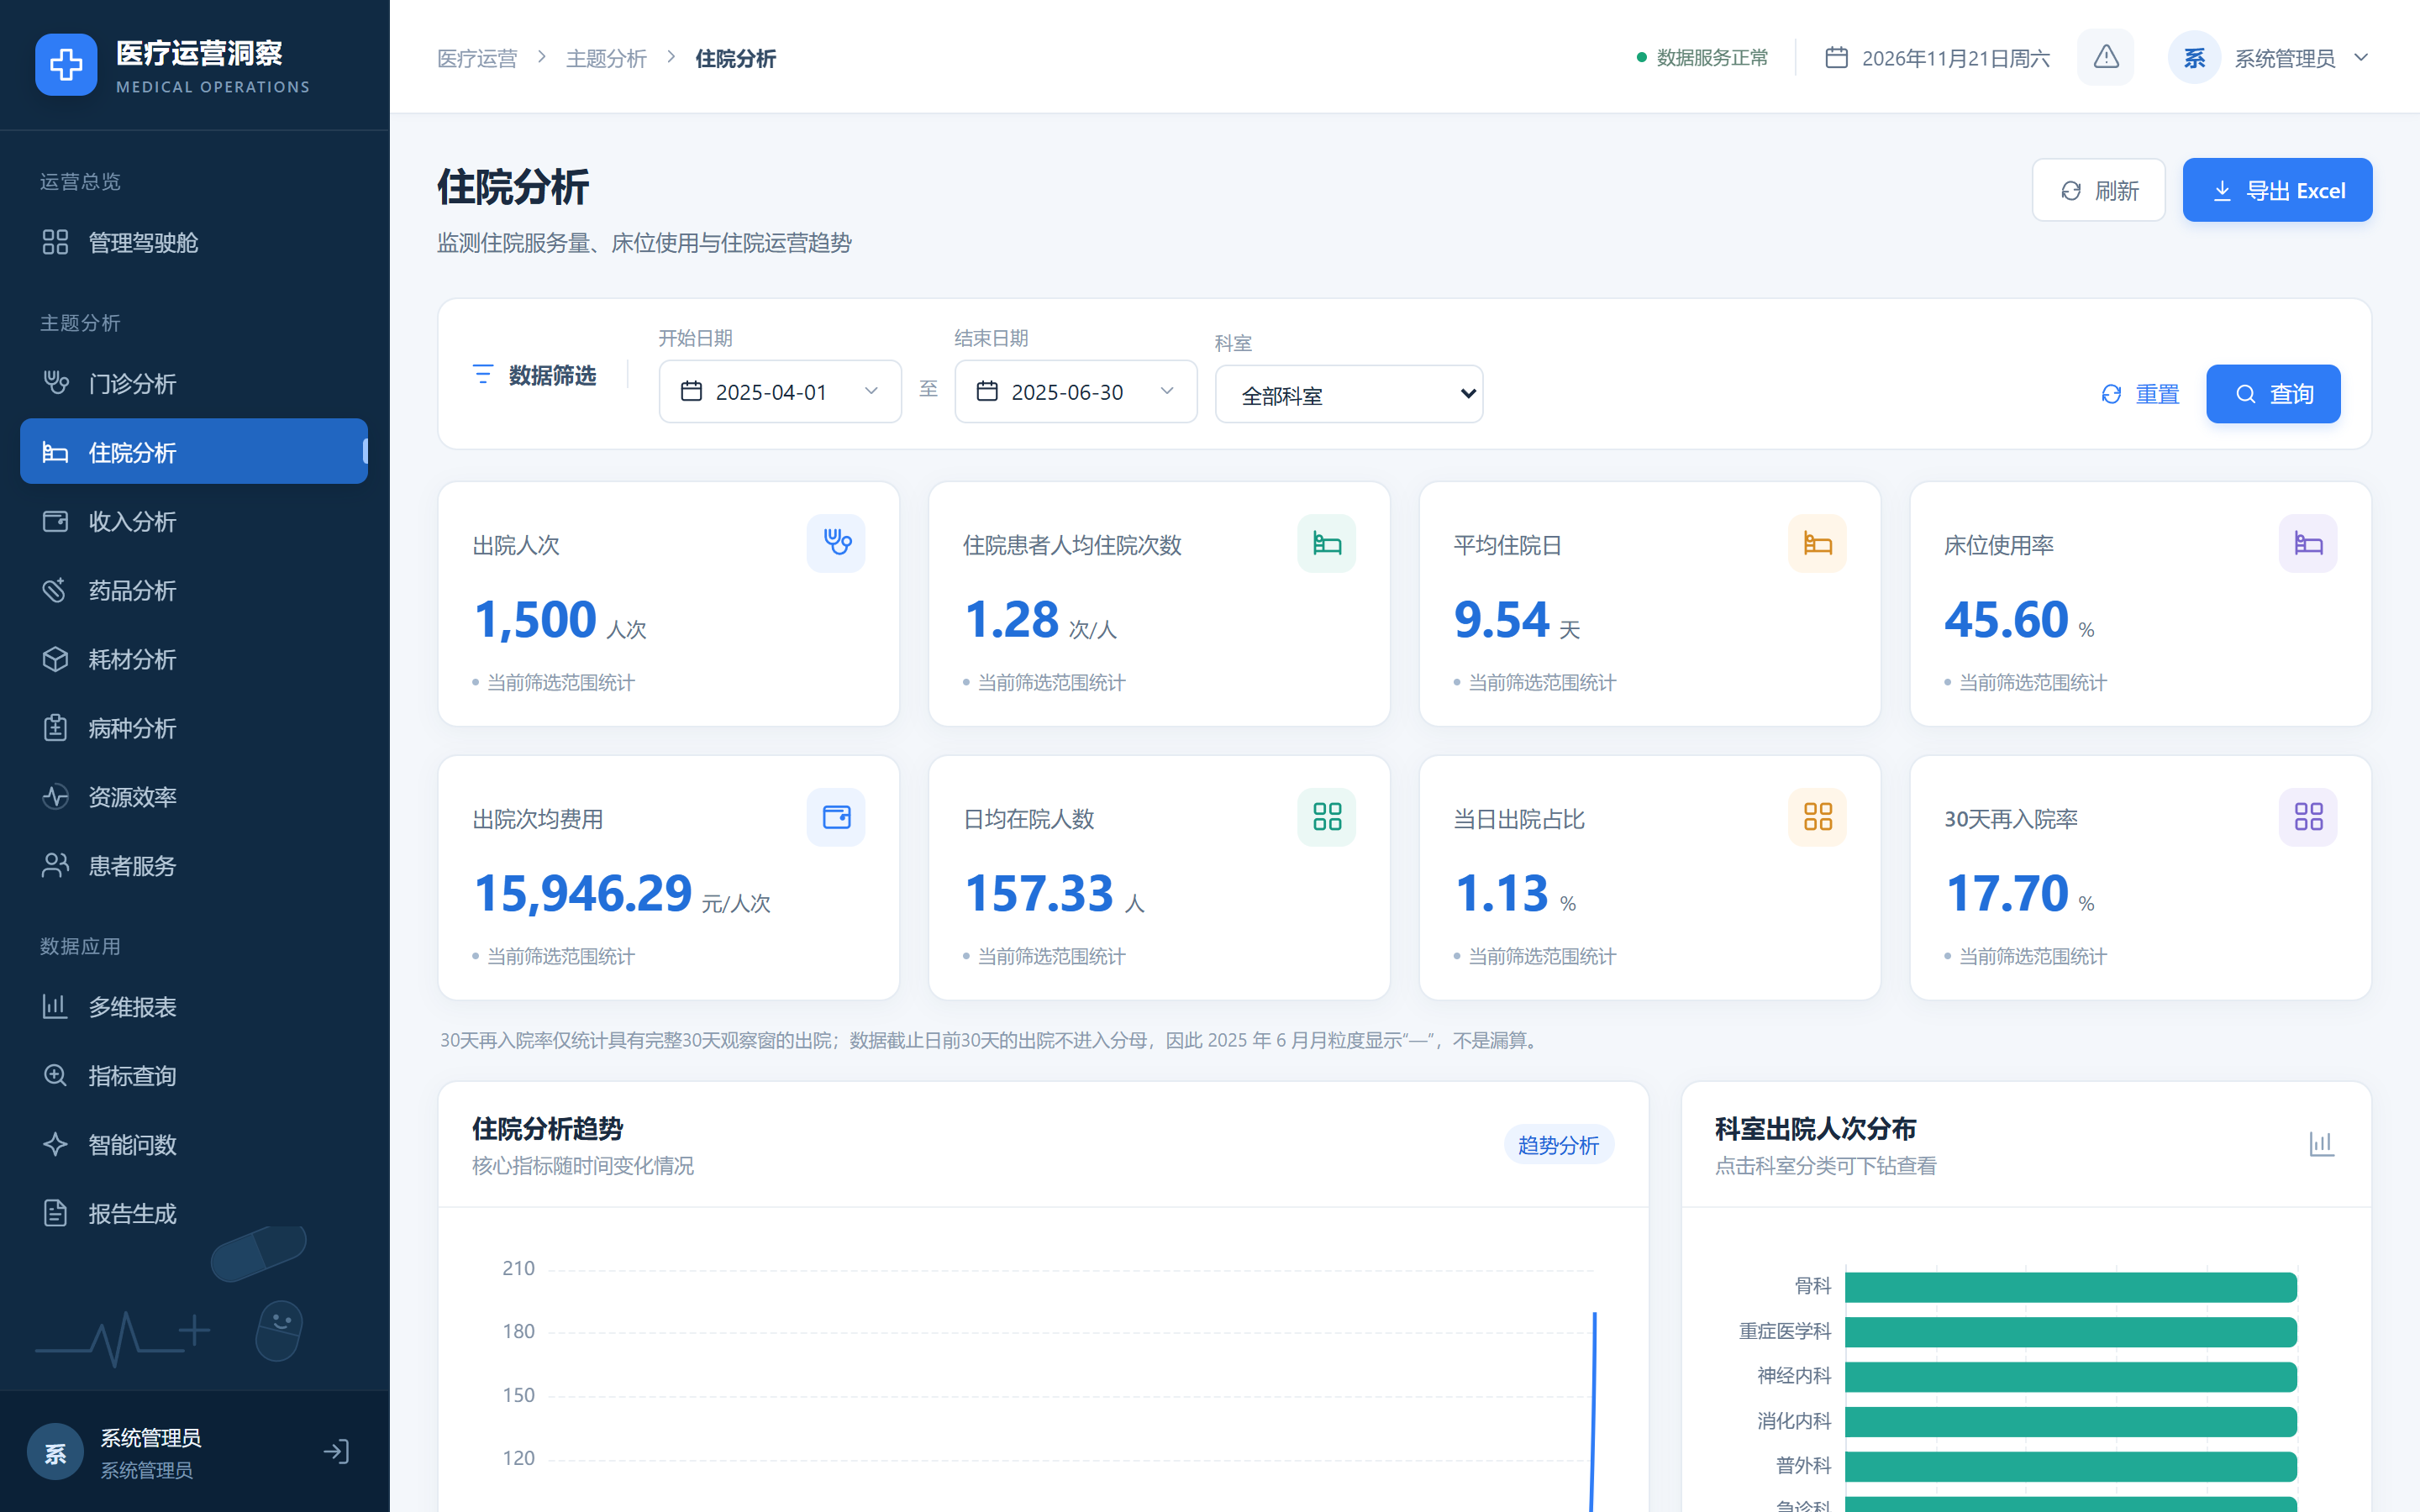 医疗运营洞察
MEDICAL OPERATIONS
运营总览
管理驾驶舱
主题分析
门诊分析
住院分析
收入分析
药品分析
耗材分析
病种分析
资源效率
患者服务
数据应用
多维报表
指标查询
智能问数
报告生成
系
系统管理员
系统管理员
医疗运营 > 主题分析 > 住院分析
数据服务正常
2026年11月21日周六
系
系统管理员
住院分析
监测住院服务量、床位使用与住院运营趋势
刷新
导出 Excel
数据筛选
开始日期
2025-04-01
至
结束日期
2025-06-30
科室
全部科室
重置
查询
出院人次
1,500 人次
当前筛选范围统计
住院患者人均住院次数
1.28 次/人
当前筛选范围统计
平均住院日
9.54 天
当前筛选范围统计
床位使用率
45.60 %
当前筛选范围统计
出院次均费用
15,946.29 元/人次
当前筛选范围统计
日均在院人数
157.33 人
当前筛选范围统计
当日出院占比
1.13 %
当前筛选范围统计
30天再入院率
17.70 %
当前筛选范围统计
30天再入院率仅统计具有完整30天观察窗的出院；数据截止日前30天的出院不进入分母，因此 2025 年 6 月月粒度显示“—”，不是漏算。
住院分析趋势
核心指标随时间变化情况
趋势分析
210
180
150
120
科室出院人次分布
点击科室分类可下钻查看
骨科
重症医学科
神经内科
消化内科
普外科
急诊科